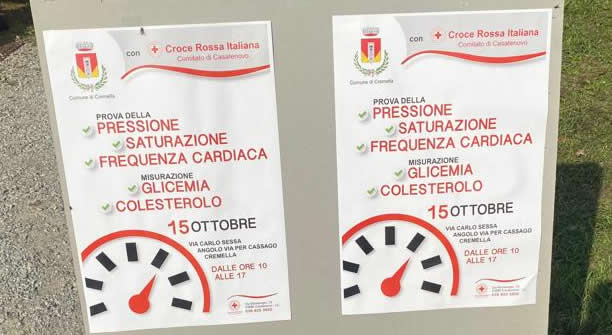 Comune di Cremella
con
Croce Rossa Italiana
Comitato di Casatenovo
PROVA DELLA
PRESSIONE
SATURAZIONE
FREQUENZA CARDIACA
MISURAZIONE
GLICEMIA
COLESTEROLO
15 OTTOBRE
VIA CARLO SESSA
ANGOLO VIA PER CASSAGO
CREMELLA
DALLE ORE 10
ALLE 17
Comune di Cremella
con
Croce Rossa Italiana
Comitato di Casatenovo
PROVA DELLA
PRESSIONE
SATURAZIONE
FREQUENZA CARDIACA
MISURAZIONE
GLICEMIA
COLESTEROLO
15 OTTOBRE
VIA CARLO SESSA
ANGOLO VIA PER CASSAGO
CREMELLA
DALLE ORE 10
ALLE 17